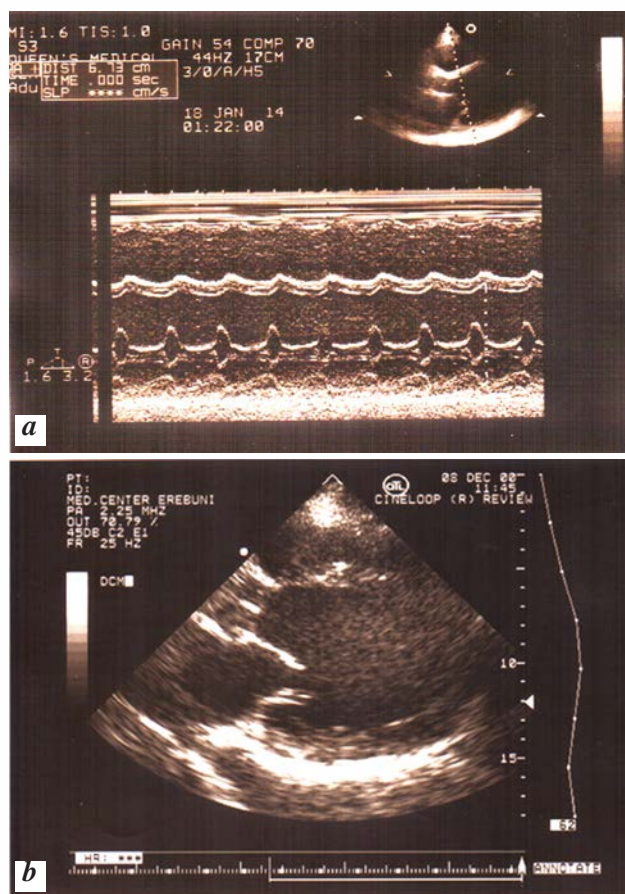 MI:1.6 TIS:1.0
S3
QUEEN'S MEDICAL
GAIN 54 COMP 70
44HZ 17CM
3/0/A/H5
DIST 6.73 cm
TIME .000 sec
SLP **** cm/s
Adu
18 JAN 14
01:22:00
P T R
1.6 3.2
a
PT:
ID:
MED.CENTER EREBUNI
PA 2.25 MHZ
OUT 70.79 %
45DB C2 E1
FR 25 HZ
ATL
08 DEC 00
11:45
CINELOOP (R) REVIEW
DCM
10
15
62
HR: ***
ANNOTATE
b